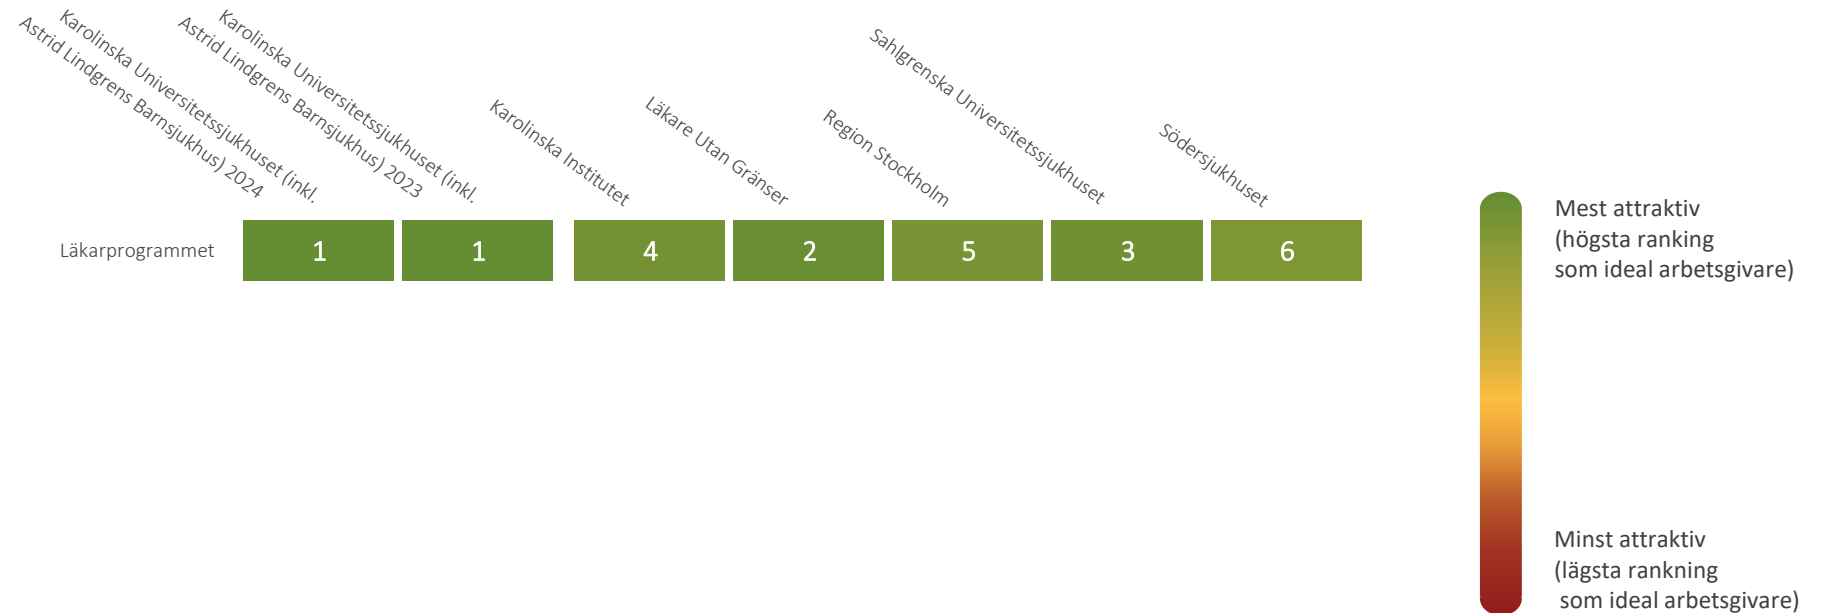 Karolinska Universitetssjukhuset (inkl.
Astrid Lindgrens Barnsjukhus) 2024
Karolinska Universitetssjukhuset (inkl.
Astrid Lindgrens Barnsjukhus) 2023
Karolinska Institutet
Läkare Utan Gränser
Region Stockholm
Sahlgrenska Universitetssjukhuset
Södersjukhuset
Läkarprogrammet 1 1 4 2 5 3 6
Mest attraktiv
(högsta ranking
som ideal arbetsgivare)
Minst attraktiv
(lägsta rankning
som ideal arbetsgivare)